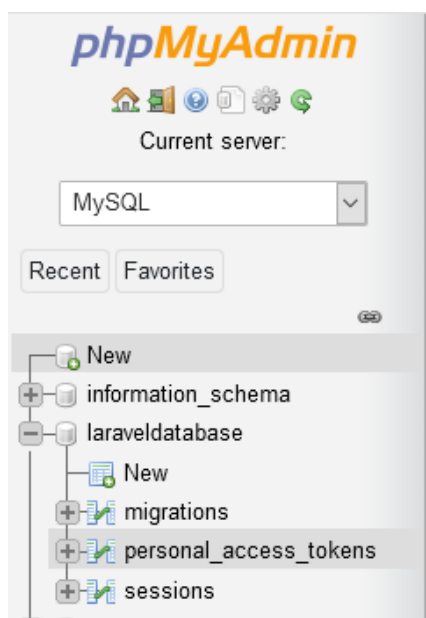 phpMyAdmin
Current server:
MySQL
Recent Favorites
New
information_schema
laraveldatabase
New
migrations
personal_access_tokens
sessions